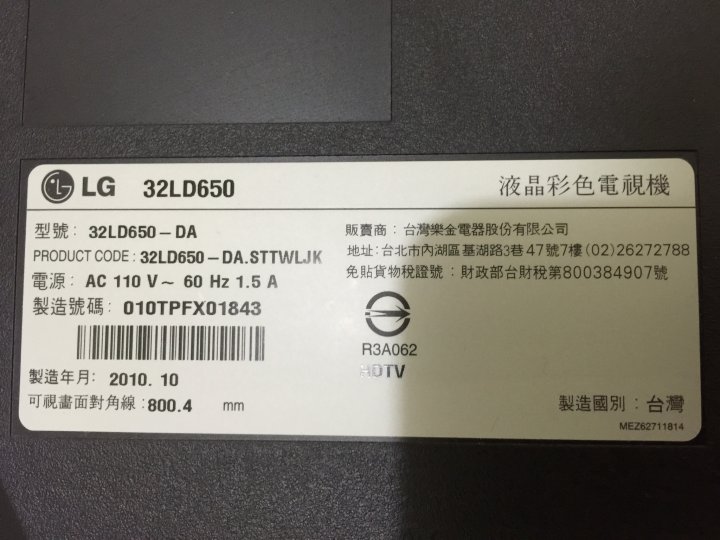 LG 32LD650 液晶彩色電視機
型號: 32LD650-DA
PRODUCT CODE : 32LD650-DA.STTWLJK
電源: AC 110 V~ 60 Hz 1.5 A
製造號碼: 010TPFX01843
製造年月: 2010. 10
可視畫面對角線: 800.4 mm
販賣商: 台灣樂金電器股份有限公司
地址: 台北市內湖區基湖路3巷47號7樓 (02)26272788
免貼貨物稅證號: 財政部台財稅第800384907號
R3A062
HDTV
製造國別: 台灣
MEZ62711814